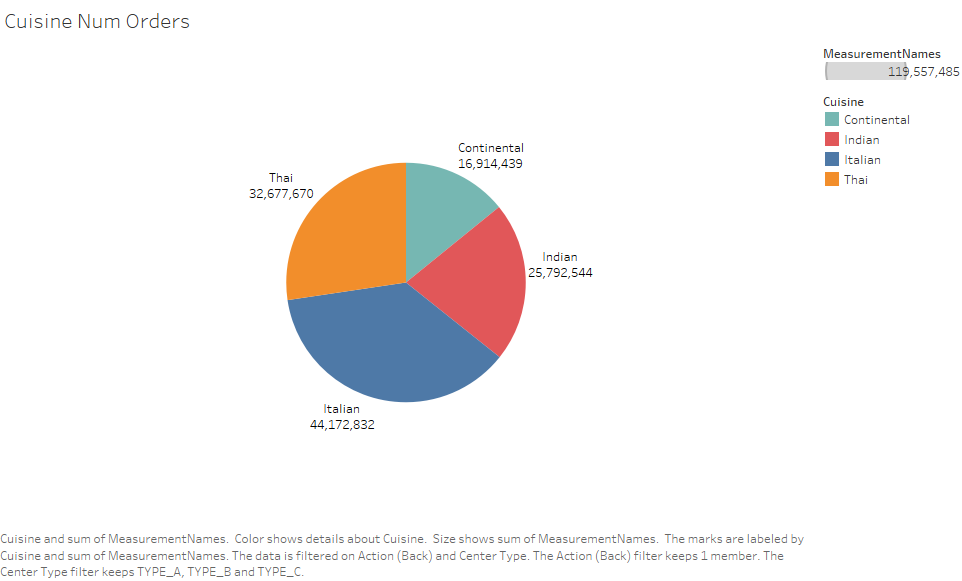 Cuisine Num Orders
MeasurementNames
119,557,485
Cuisine
Continental
Indian
Italian
Thai
Continental
16,914,439
Thai
32,677,670
Indian
25,792,544
Italian
44,172,832
Cuisine and sum of MeasurementNames.  Color shows details about Cuisine.  Size shows sum of MeasurementNames.  The marks are labeled by
Cuisine and sum of MeasurementNames. The data is filtered on Action (Back) and Center Type. The Action (Back) filter keeps 1 member. The
Center Type filter keeps TYPE_A, TYPE_B and TYPE_C.